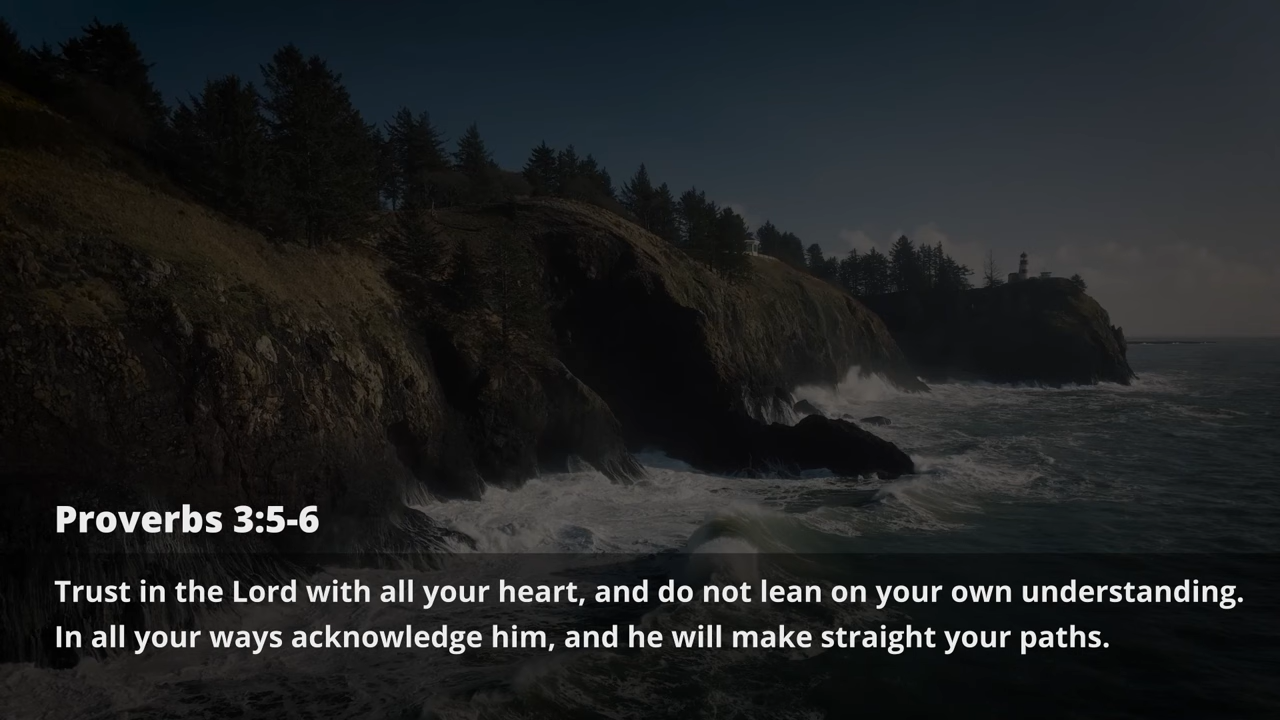 Proverbs 3:5-6
Trust in the Lord with all your heart, and do not lean on your own understanding.
In all your ways acknowledge him, and he will make straight your paths.